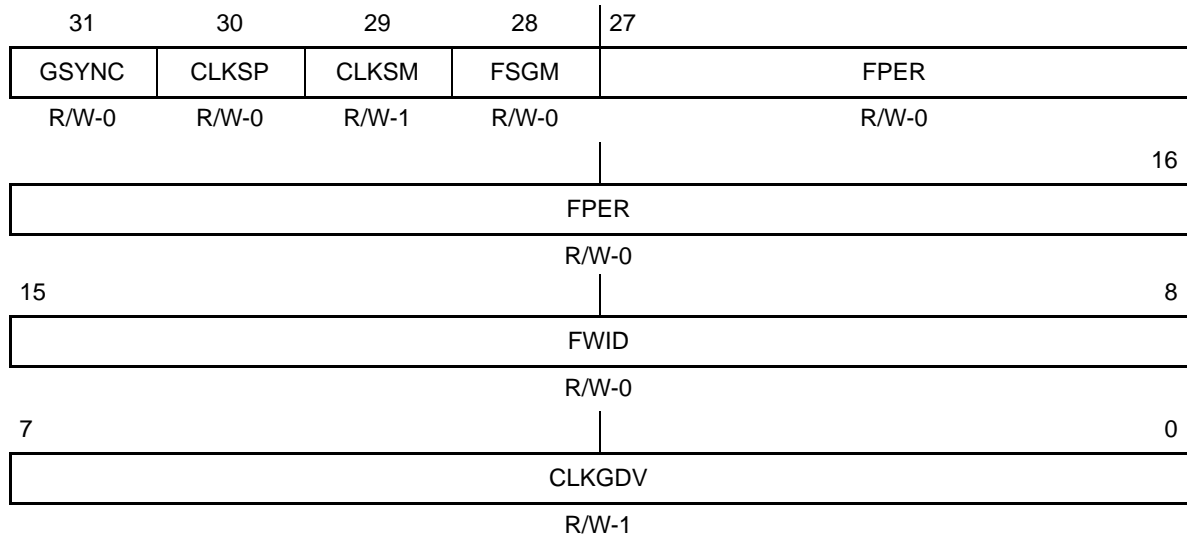 31 30 29 28 27
GSYNC CLKSP CLKSM FSGM FPER
R/W-0 R/W-0 R/W-1 R/W-0 R/W-0
16
FPER
R/W-0
15 8
FWID
R/W-0
7 0
CLKGDV
R/W-1